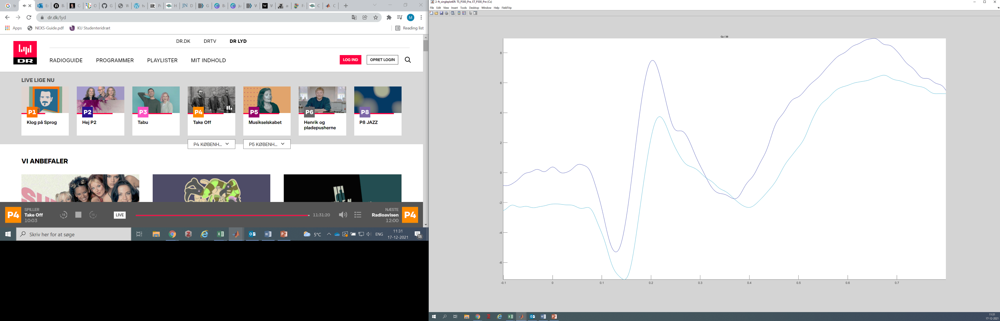 tr
E
B
C
O
G
W
tv
P
H
D
G
B
ju
W
W
a
F
C
C
dr.dk/lyd
M
Apps
NEXS-Guide.pdf
KU Studenteridræt
Reading list
DR.DK
DRTV
DR LYD
DR
RADIOGUIDE
PROGRAMMER
PLAYLISTER
MIT INDHOLD
LOG IND
OPRET LOGIN
LIVE LIGE NU
P1
Klog på Sprog
P2
Hej P2
P3
Tabu
P4
Take Off
P5
Musikselskabet
P6
Henrik og
pladepusherne
P8
P8 JAZZ
P4 KØBENH...
P5 KØBENH...
VI ANBEFALER
P4
SPILLER
Take Off
10:03
15
15
LIVE
11:31:20
NÆSTE
Radioavisen
12:00
P4
Skriv her for at søge
5°C
ENG
11:31
17-12-2021
18
2: ft_singleplotER: TS_P300_Pre, ET_P300_Pre (Cz)
File Edit View Insert Tools Desktop Window Help FieldTrip
Cz / 30
8
6
4
2
0
-2
-4
-6
-0.1
0
0.1
0.2
0.3
0.4
0.5
0.6
0.7
11:31
17-12-2021